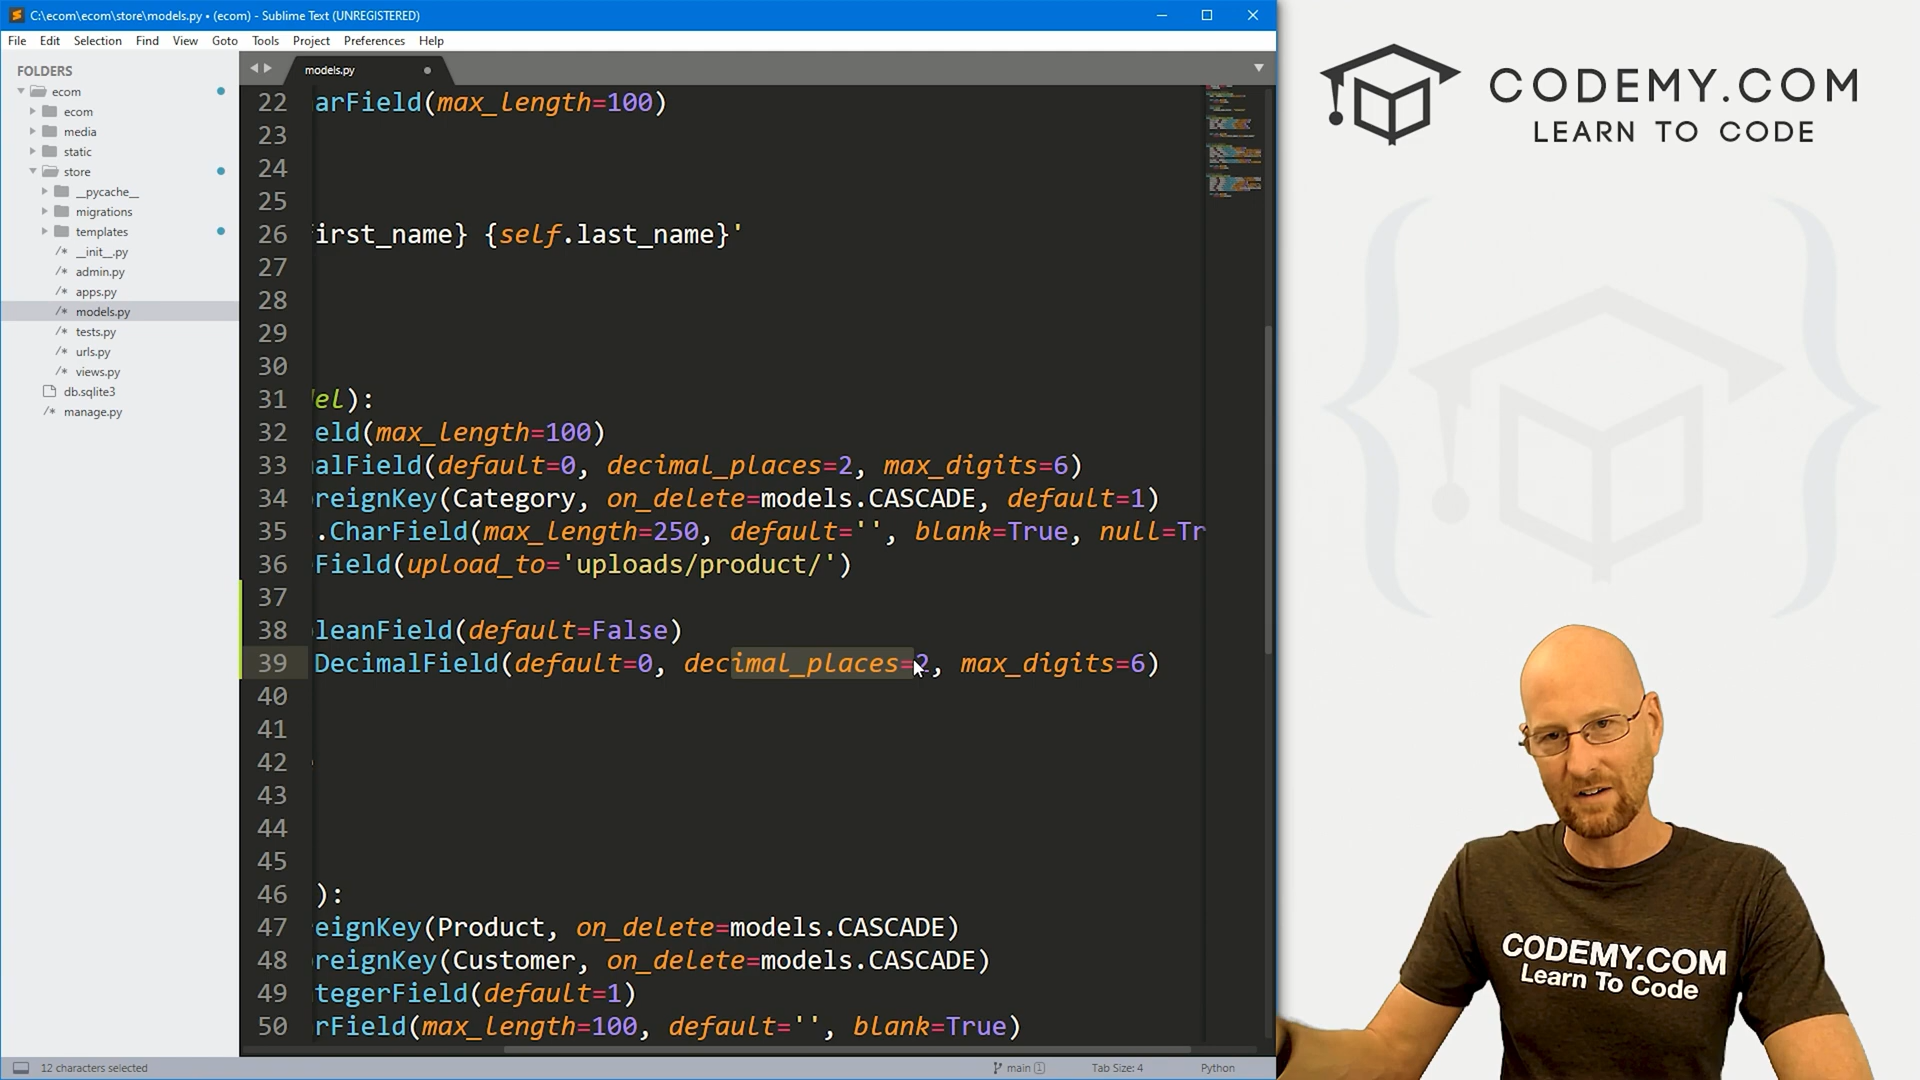 C:\ecom\ecom\store\models.py • (ecom) - Sublime Text (UNREGISTERED)
File Edit Selection Find View Goto Tools Project Preferences Help
FOLDERS
ecom
ecom
media
static
store
__pycache__
migrations
templates
__init__.py
admin.py
apps.py
models.py
tests.py
urls.py
views.py
db.sqlite3
manage.py
models.py
22 arField(max_length=100)
23
24
25
26 irst_name} {self.last_name}'
27
28
29
30
31 el):
32 eld(max_length=100)
33 alField(default=0, decimal_places=2, max_digits=6)
34 reignKey(Category, on_delete=models.CASCADE, default=1)
35 .CharField(max_length=250, default='', blank=True, null=Tr
36 Field(upload_to='uploads/product/')
37
38 leanField(default=False)
39 DecimalField(default=0, decimal_places=2, max_digits=6)
40
41
42
43
44
45
46 ):
47 eignKey(Product, on_delete=models.CASCADE)
48 reignKey(Customer, on_delete=models.CASCADE)
49 tegerField(default=1)
50 rField(max_length=100, default='', blank=True)
12 characters selected
main 1
Tab Size: 4
Python
CODEMY.COM
LEARN TO CODE
CODEMY.COM
Learn To Code